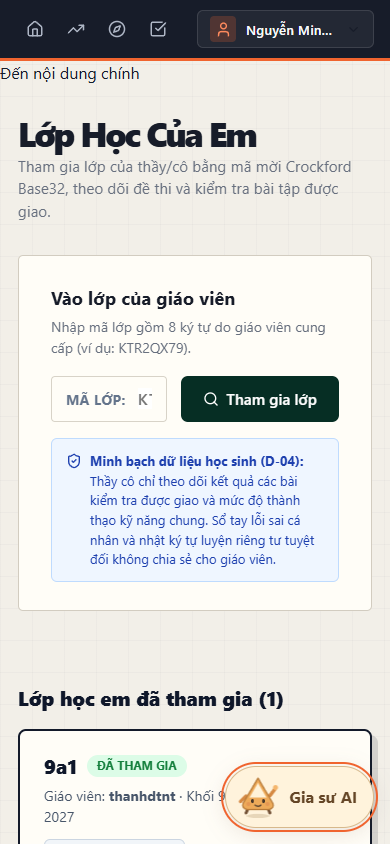 Nguyễn Min...
Đến nội dung chính
Lớp Học Của Em
Tham gia lớp của thầy/cô bằng mã mời Crockford
Base32, theo dõi đề thi và kiểm tra bài tập được
giao.
Vào lớp của giáo viên
Nhập mã lớp gồm 8 ký tự do giáo viên cung
cấp (ví dụ: KTR2QX79).
MÃ LỚP: K
Tham gia lớp
Minh bạch dữ liệu học sinh (D-04):
Thầy cô chỉ theo dõi kết quả các bài
kiểm tra được giao và mức độ thành
thạo kỹ năng chung. Sổ tay lỗi sai cá
nhân và nhật ký tự luyện riêng tư tuyệt
đối không chia sẻ cho giáo viên.
Lớp học em đã tham gia (1)
9a1 ĐÃ THAM GIA
Giáo viên: thanhdtnt · Khối 9
2027
Gia sư AI